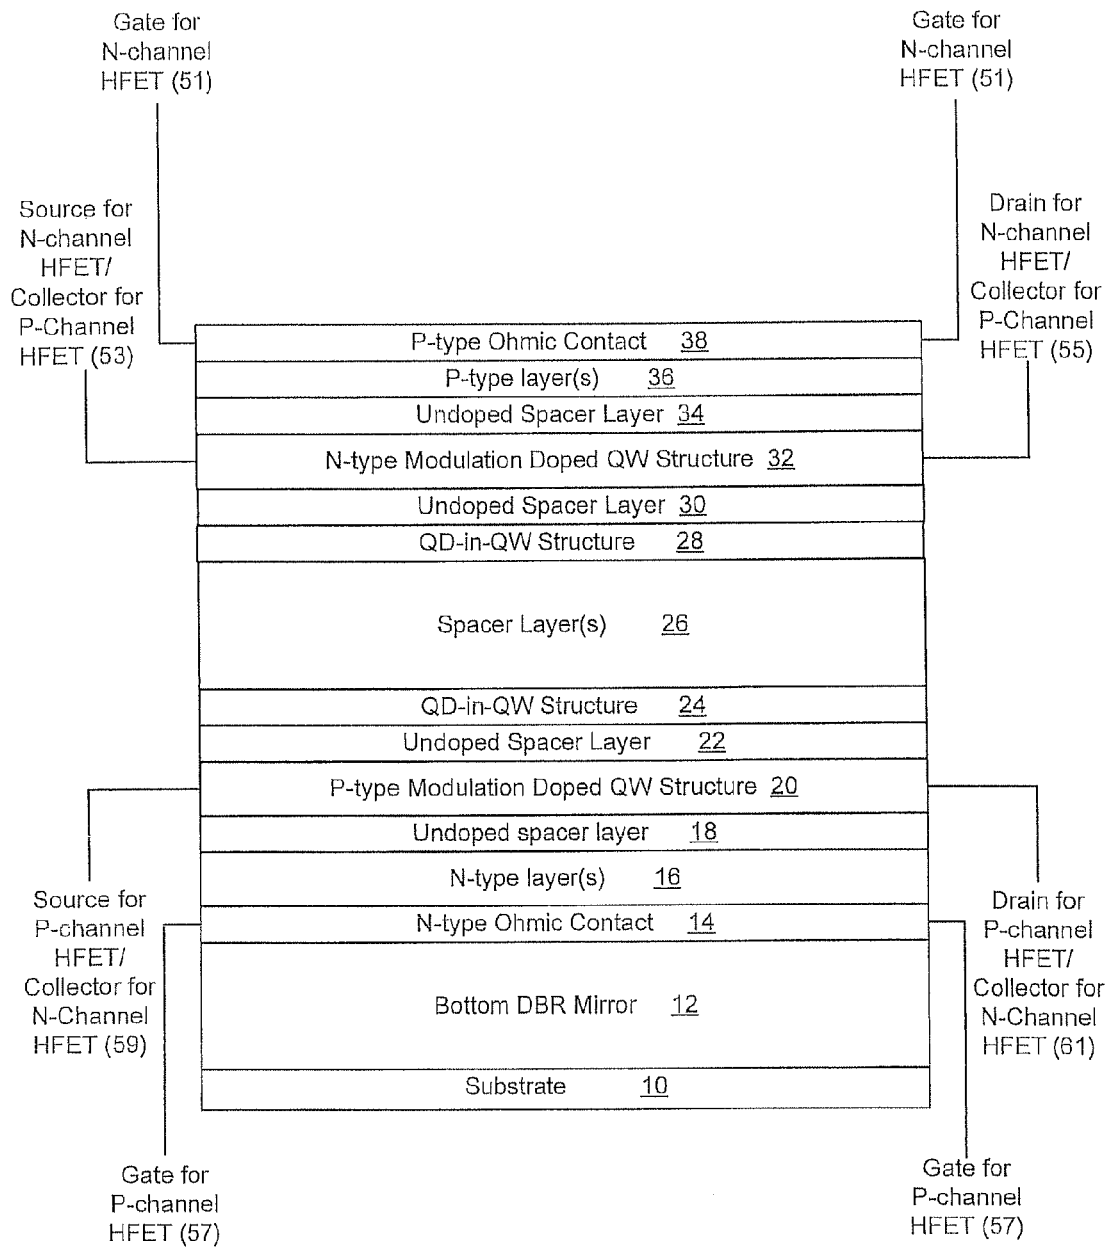 Gate for
N-channel
HFET (51)
Gate for
N-channel
HFET (51)
Source for
N-channel
HFET/
Collector for
P-Channel
HFET (53)
Drain for
N-channel
HFET/
Collector for
P-Channel
HFET (55)
P-type Ohmic Contact 38
P-type layer(s) 36
Undoped Spacer Layer 34
N-type Modulation Doped QW Structure 32
Undoped Spacer Layer 30
QD-in-QW Structure 28
Spacer Layer(s) 26
QD-in-QW Structure 24
Undoped Spacer Layer 22
P-type Modulation Doped QW Structure 20
Undoped spacer layer 18
N-type layer(s) 16
N-type Ohmic Contact 14
Bottom DBR Mirror 12
Substrate 10
Source for
P-channel
HFET/
Collector for
N-Channel
HFET (59)
Drain for
P-channel
HFET/
Collector for
N-Channel
HFET (61)
Gate for
P-channel
HFET (57)
Gate for
P-channel
HFET (57)